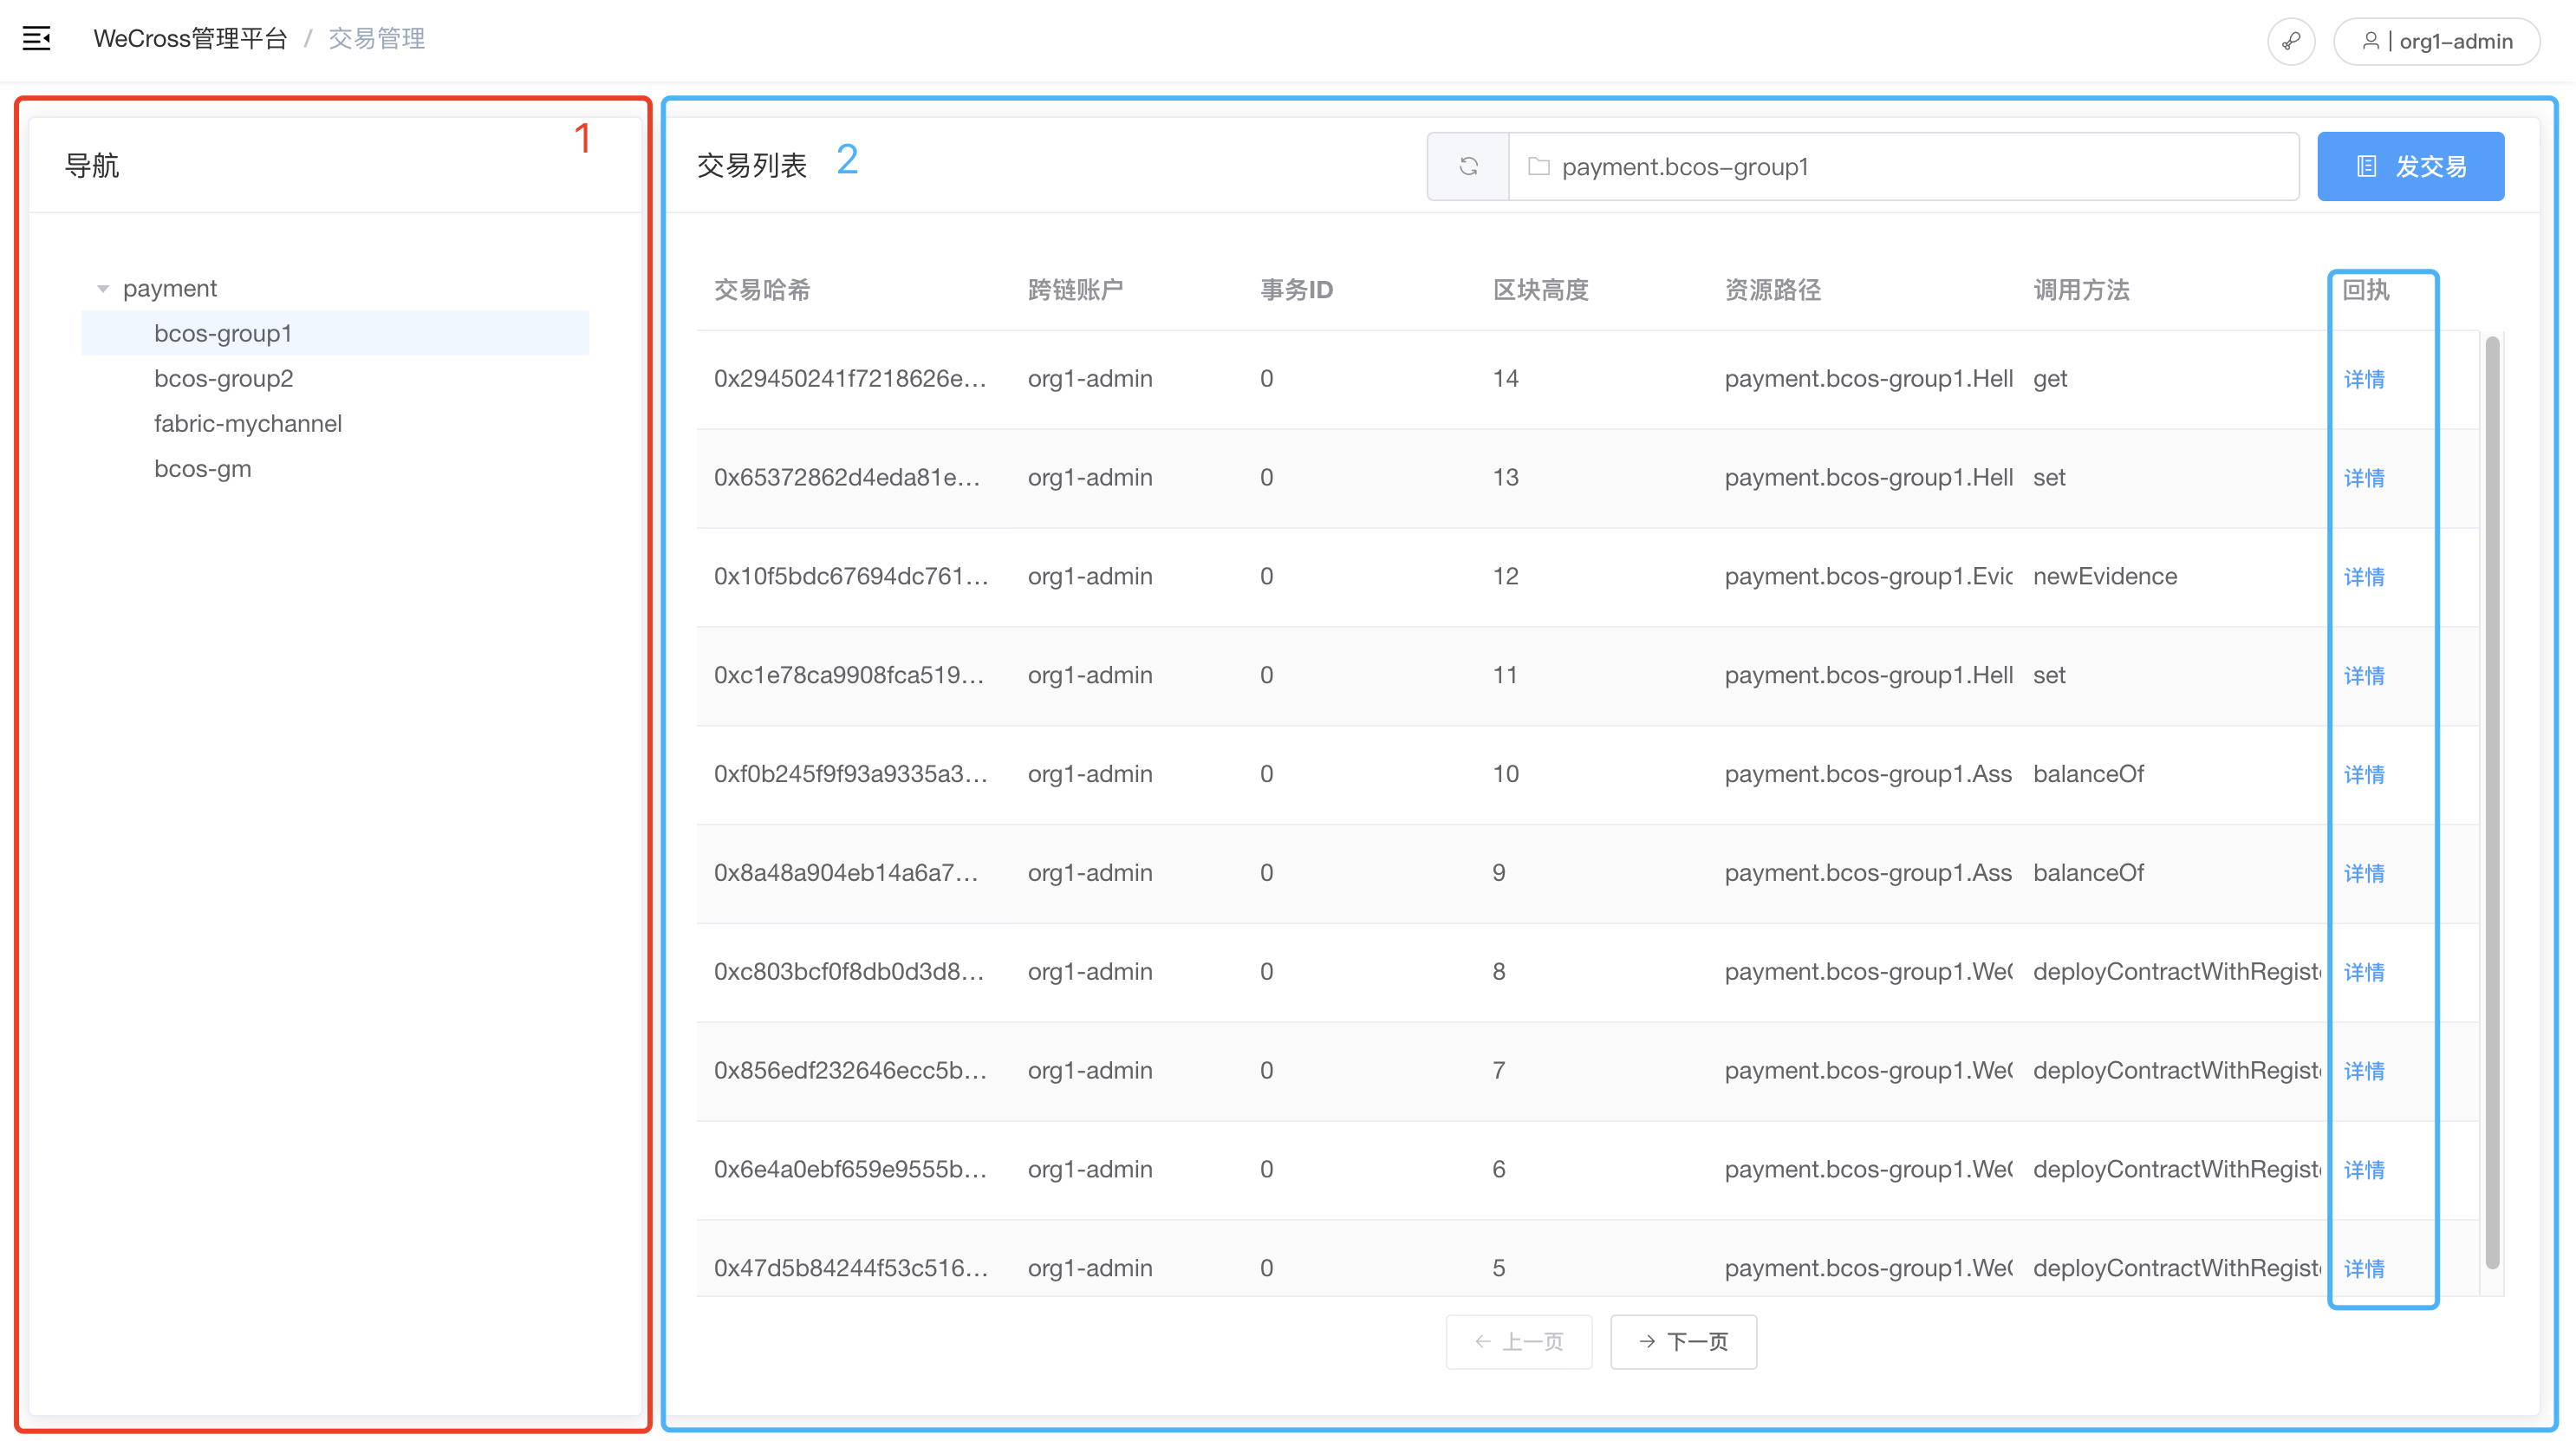 WeCross管理平台 / 交易管理
| org1-admin
1
导航
payment
bcos-group1
bcos-group2
fabric-mychannel
bcos-gm
交易列表 2
payment.bcos-group1
发交易
交易哈希 跨链账户 事务ID 区块高度 资源路径 调用方法 回执
0x29450241f7218626e... org1-admin 0 14 payment.bcos-group1.Hell get 详情
0x65372862d4eda81e... org1-admin 0 13 payment.bcos-group1.Hell set 详情
0x10f5bdc67694dc761... org1-admin 0 12 payment.bcos-group1.Evic newEvidence 详情
0xc1e78ca9908fca519... org1-admin 0 11 payment.bcos-group1.Hell set 详情
0xf0b245f9f93a9335a3... org1-admin 0 10 payment.bcos-group1.Ass balanceOf 详情
0x8a48a904eb14a6a7... org1-admin 0 9 payment.bcos-group1.Ass balanceOf 详情
0xc803bcf0f8db0d3d8... org1-admin 0 8 payment.bcos-group1.WeC deployContractWithRegiste 详情
0x856edf232646ecc5b... org1-admin 0 7 payment.bcos-group1.WeC deployContractWithRegiste 详情
0x6e4a0ebf659e9555b... org1-admin 0 6 payment.bcos-group1.WeC deployContractWithRegiste 详情
0x47d5b84244f53c516... org1-admin 0 5 payment.bcos-group1.WeC deployContractWithRegiste 详情
← 上一页
→ 下一页